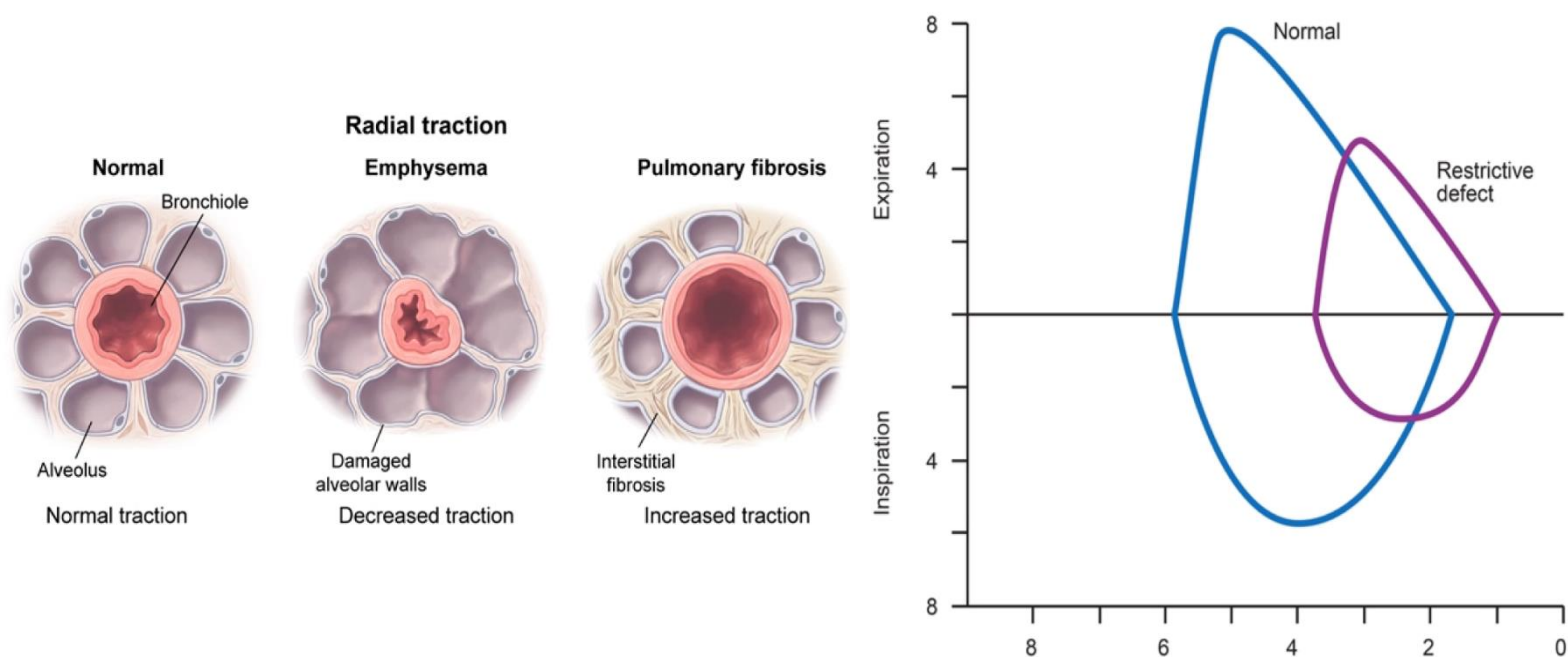 Radial traction
Normal
Emphysema
Pulmonary fibrosis
Bronchiole
Alveolus
Damaged
alveolar walls
Interstitial
fibrosis
Normal traction
Decreased traction
Increased traction
8
4
4
8
Expiration
Inspiration
Normal
Restrictive
defect
8
6
4
2
0